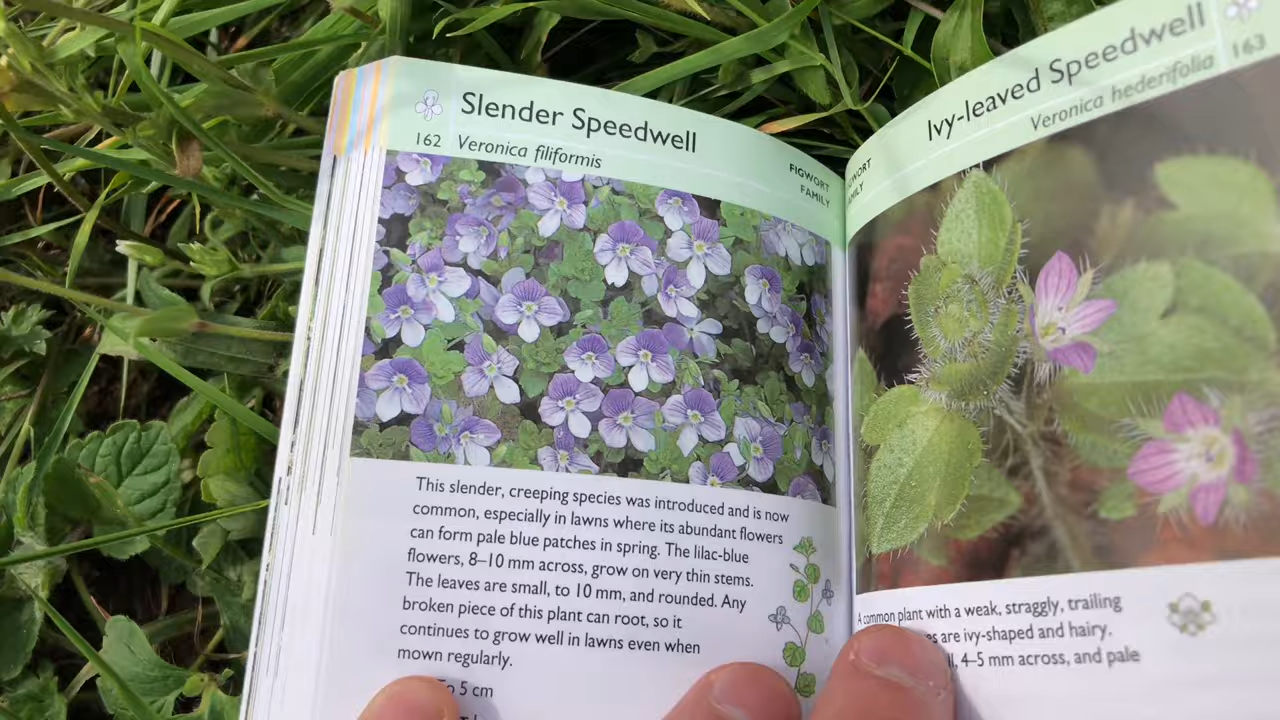 Slender Speedwell
162 Veronica filiformis
FIGWORT
FAMILY
This slender, creeping species was introduced and is now
common, especially in lawns where its abundant flowers
can form pale blue patches in spring. The lilac-blue
flowers, 8–10 mm across, grow on very thin stems.
The leaves are small, to 10 mm, and rounded. Any
broken piece of this plant can root, so it
continues to grow well in lawns even when
mown regularly.
To 5 cm
Ivy-leaved Speedwell
Veronica hederifolia 163
A common plant with a weak, straggly, trailing
are ivy-shaped and hairy.
4–5 mm across, and pale